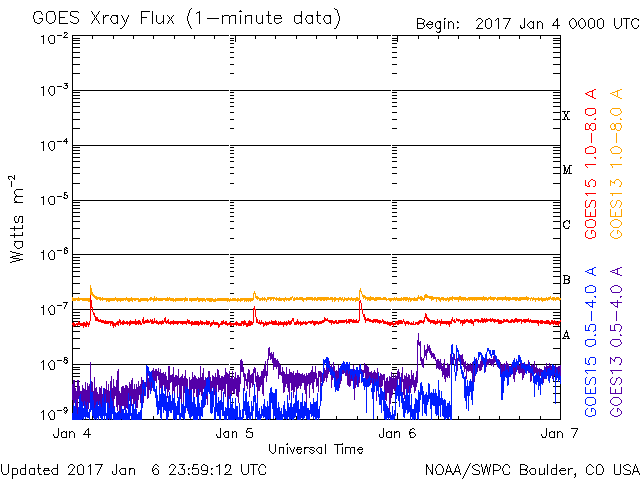 GOES Xray Flux (1-minute data)
Begin: 2017 Jan 4 0000 UTC
10⁻²
10⁻³
10⁻⁴
10⁻⁵
10⁻⁶
10⁻⁷
10⁻⁸
10⁻⁹
Watts m⁻²
X
M
C
B
A
GOES15 1.0-8.0 A
GOES13 1.0-8.0 A
GOES15 0.5-4.0 A
GOES13 0.5-4.0 A
Jan 4 Jan 5 Jan 6 Jan 7
Universal Time
Updated 2017 Jan 6 23:59:12 UTC
NOAA/SWPC Boulder, CO USA